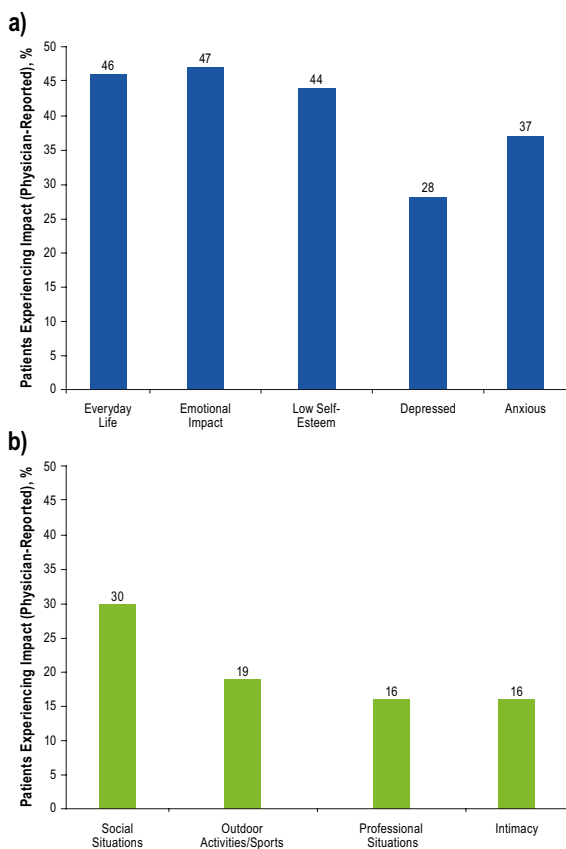 a)
Patients Experiencing Impact (Physician-Reported), %
50
45
40
35
30
25
20
15
10
5
0
46
47
44
28
37
Everyday
Life
Emotional
Impact
Low Self-
Esteem
Depressed
Anxious
b)
Patients Experiencing Impact (Physician-Reported), %
50
45
40
35
30
25
20
15
10
5
0
30
19
16
16
Social
Situations
Outdoor
Activities/Sports
Professional
Situations
Intimacy